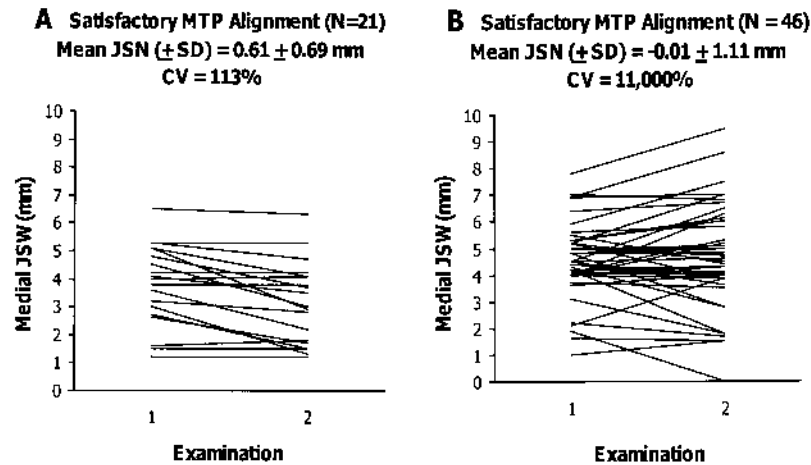 A Satisfactory MTP Alignment (N=21)
Mean JSN (±SD) = 0.61 ± 0.69 mm
CV = 113%
10
9
8
7
6
5
4
3
2
1
0
Medial JSW (mm)
1 2
Examination
B Satisfactory MTP Alignment (N = 46)
Mean JSN (±SD) = -0.01 ± 1.11 mm
CV = 11,000%
10
9
8
7
6
5
4
3
2
1
0
Medial JSW (mm)
1 2
Examination